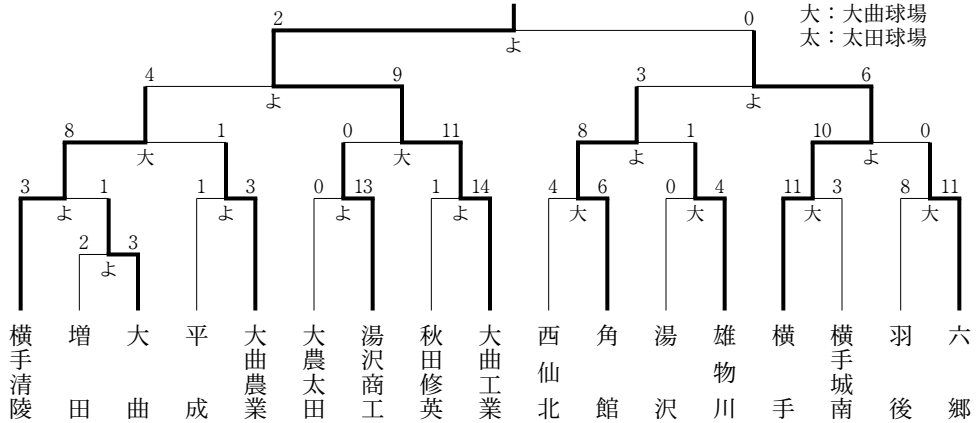 大：大曲球場
太：太田球場
2 0
よ
4 9 3 6
よ よ
8 1 0 11 8 1 10 0
大 大 よ よ
3 1 1 3 0 13 1 14 4 6 0 4 11 3 8 11
よ よ よ よ 大 大 大 大
2 3
よ
横手清陵
増田
大曲
平成
大曲農業
大農太田
湯沢商工
秋田修英
大曲工業
西仙北
角館
湯沢
雄物川
横手
横手城南
羽後
六郷